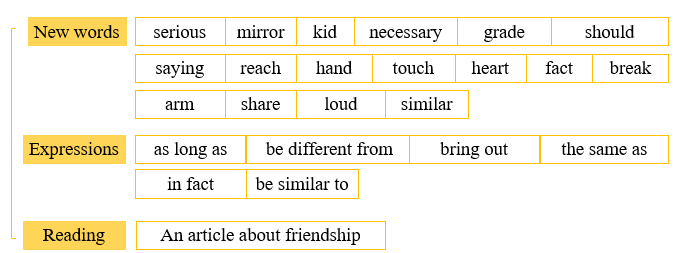 New words serious mirror kid necessary grade should
saying reach hand touch heart fact break
arm share loud similar
Expressions as long as be different from bring out the same as
in fact be similar to
Reading An article about friendship